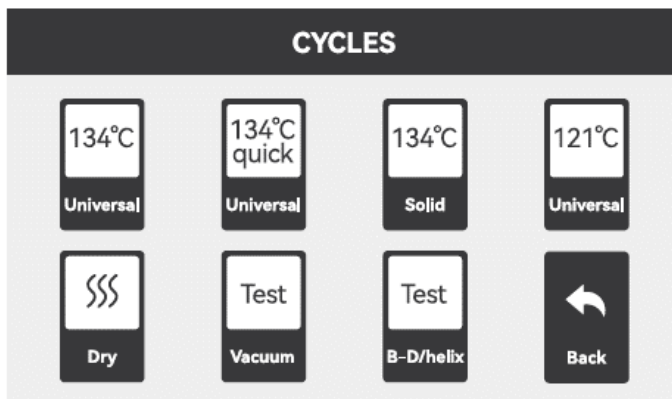 CYCLES
134°C
Universal
134°C
quick
Universal
134°C
Solid
121°C
Universal
Dry
Test
Vacuum
Test
B-D/helix
Back